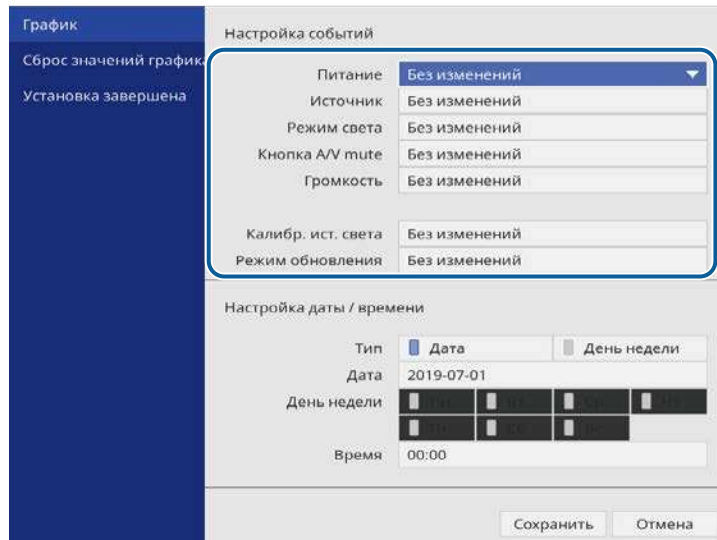 График
Сброс значений график
Установка завершена
Настройка событий
Питание Без изменений
Источник Без изменений
Режим света Без изменений
Кнопка A/V mute Без изменений
Громкость Без изменений
Калибр. ист. света Без изменений
Режим обновления Без изменений
Настройка даты / времени
Тип Дата День недели
Дата 2019-07-01
День недели
Время 00:00
Сохранить Отмена